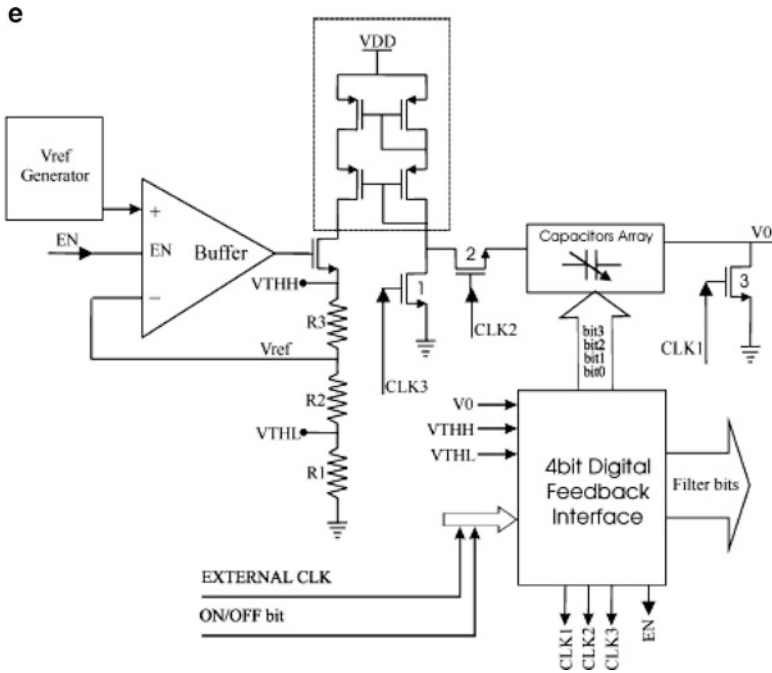 e
VDD
Vref
Generator
EN
+
EN
Buffer
−
VTHH
R3
Vref
R2
VTHL
R1
1
CLK3
2
CLK2
Capacitors Array
V0
3
CLK1
bit3
bit2
bit1
bit0
V0
VTHH
VTHL
4bit Digital
Feedback
Interface
Filter bits
EXTERNAL CLK
ON/OFF bit
CLK1
CLK2
CLK3
EN